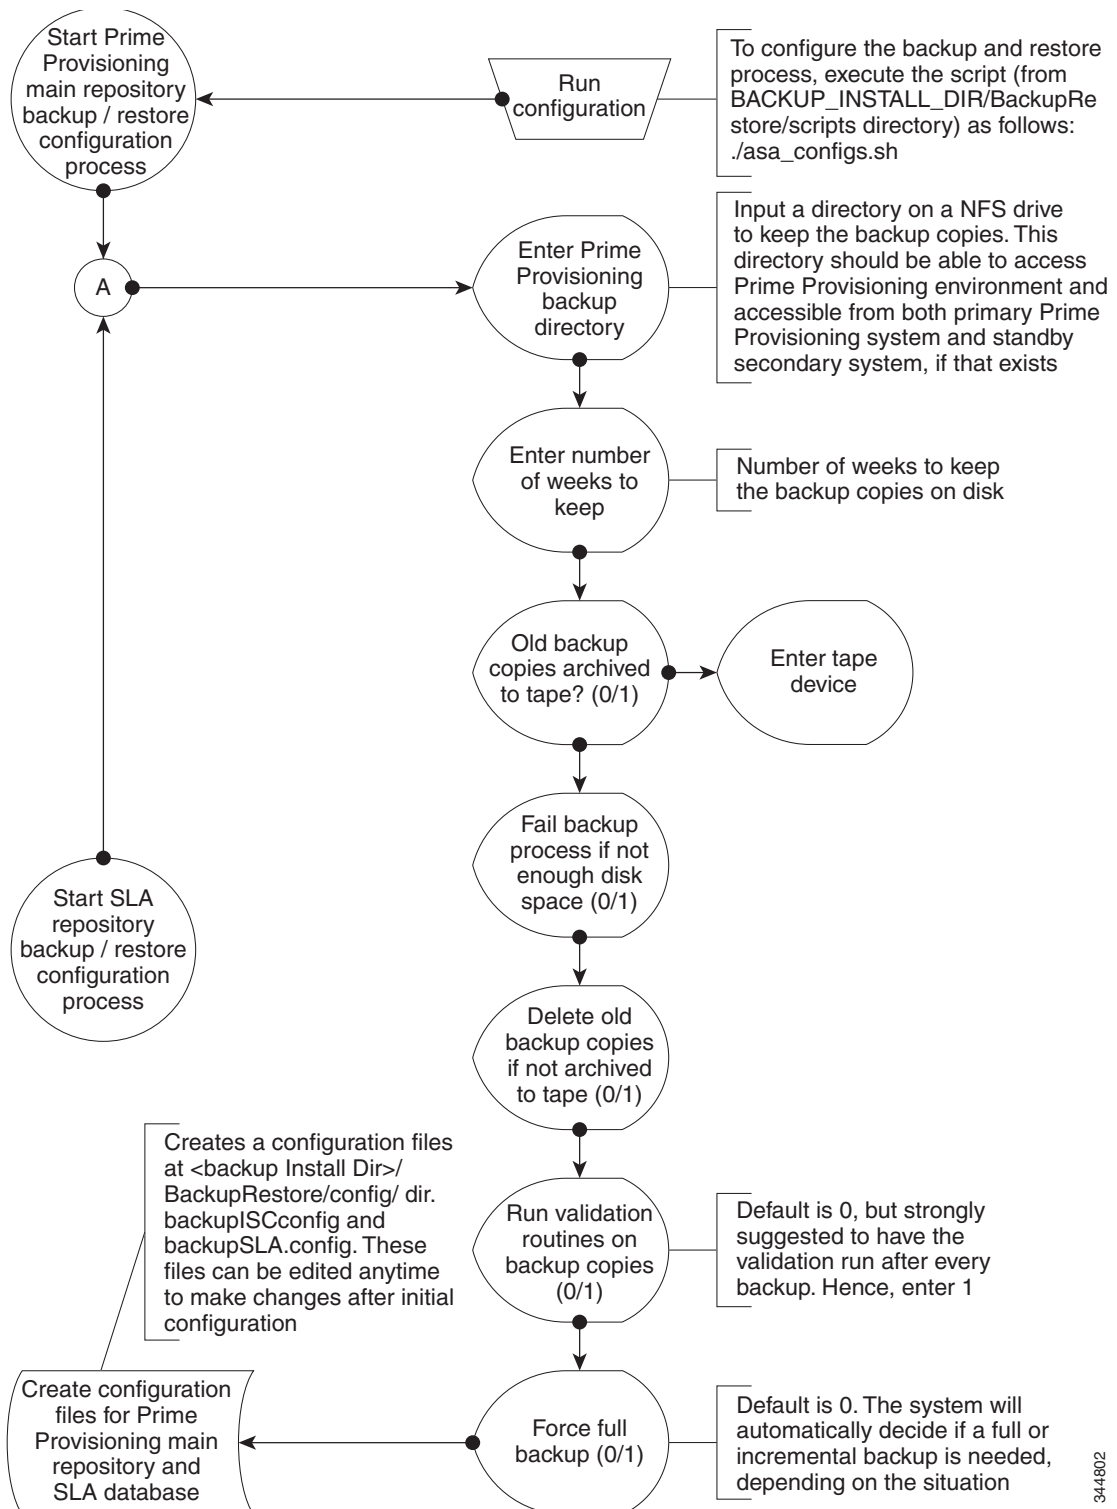 Start Prime
Provisioning
main repository
backup / restore
configuration
process
Run
configuration
To configure the backup and restore
process, execute the script (from
BACKUP_INSTALL_DIR/BackupRe
store/scripts directory) as follows:
./asa_configs.sh
A
Enter Prime
Provisioning
backup
directory
Input a directory on a NFS drive
to keep the backup copies. This
directory should be able to access
Prime Provisioning environment and
accessible from both primary Prime
Provisioning system and standby
secondary system, if that exists
Enter number
of weeks to
keep
Number of weeks to keep
the backup copies on disk
Old backup
copies archived
to tape? (0/1)
Enter tape
device
Fail backup
process if not
enough disk
space (0/1)
Start SLA
repository
backup / restore
configuration
process
Delete old
backup copies
if not archived
to tape (0/1)
Creates a configuration files
at <backup Install Dir>/
BackupRestore/config/ dir.
backupISCconfig and
backupSLA.config. These
files can be edited anytime
to make changes after initial
configuration
Run validation
routines on
backup copies
(0/1)
Default is 0, but strongly
suggested to have the
validation run after every
backup. Hence, enter 1
Create configuration
files for Prime
Provisioning main
repository and
SLA database
Force full
backup (0/1)
Default is 0. The system will
automatically decide if a full or
incremental backup is needed,
depending on the situation
344802